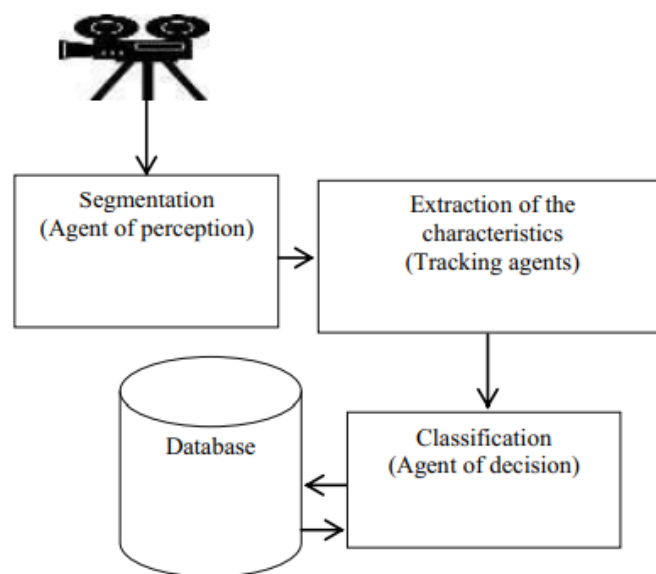 Segmentation
(Agent of perception)
Extraction of the
characteristics
(Tracking agents)
Database
Classification
(Agent of decision)